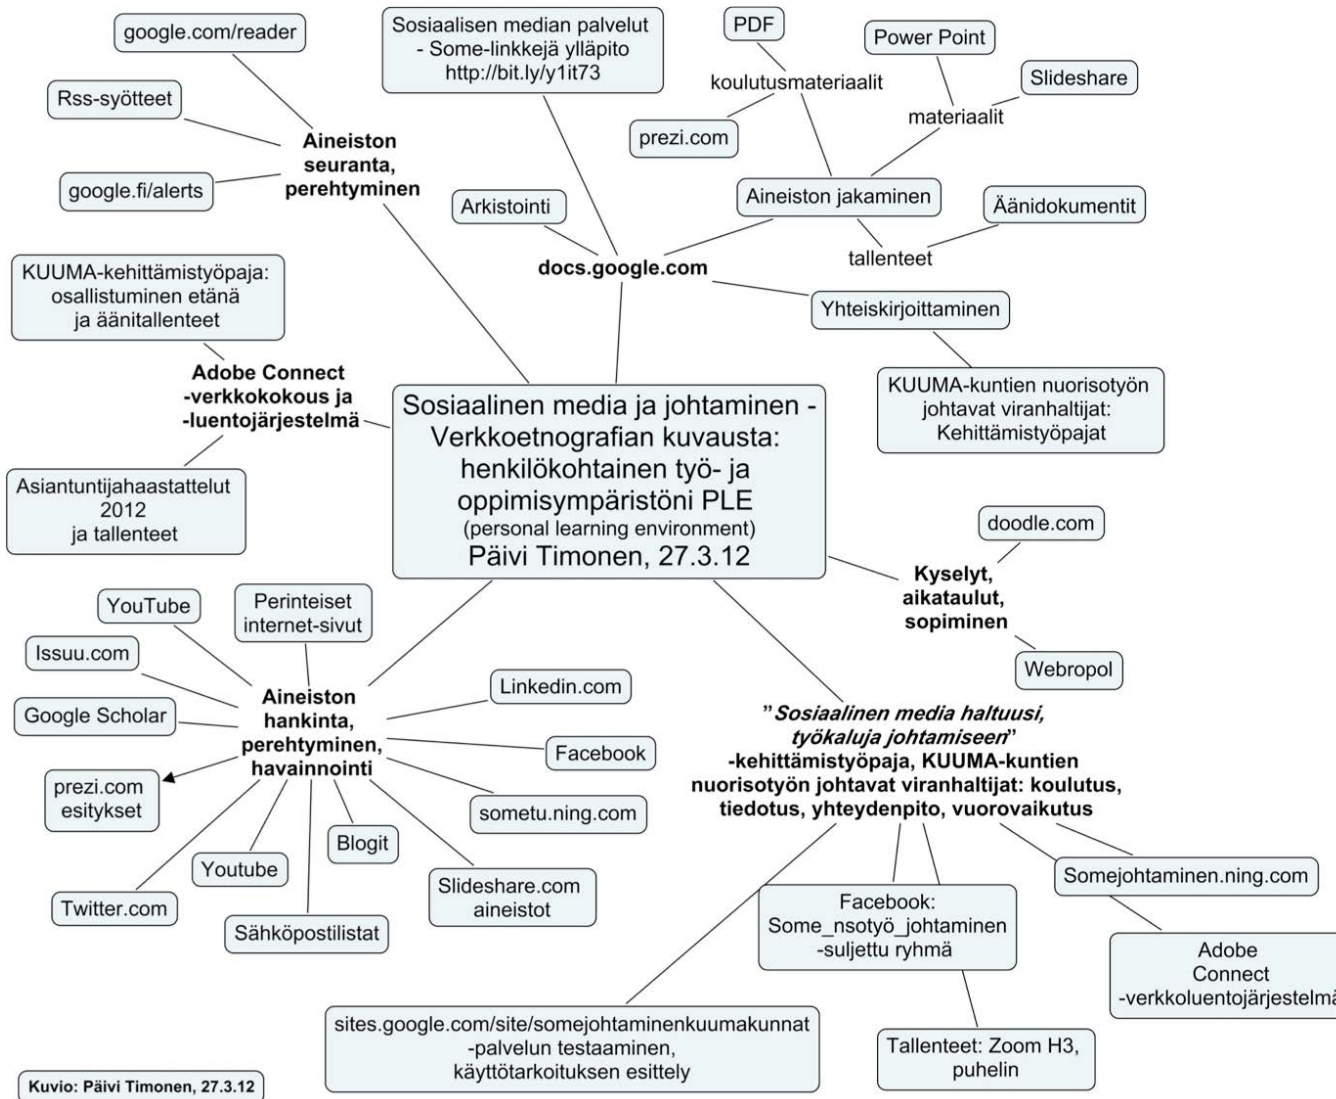 google.com/reader
Rss-syötteet
google.fi/alerts
Aineiston
seuranta,
perehtyminen
Sosiaalisen median palvelut
- Some-linkkejä ylläpito
http://bit.ly/y1it73
Arkistointi
docs.google.com
PDF
koulutusmateriaalit
prezi.com
Power Point
Slideshare
materiaalit
Aineiston jakaminen
Äänidokumentit
tallenteet
Yhteiskirjoittaminen
KUUMA-kuntien nuorisotyön
johtavat viranhaltijat:
Kehittämistyöpajat
KUUMA-kehittämistyöpaja:
osallistuminen etänä
ja äänitallenteet
Adobe Connect
-verkkokokous ja
-luentojärjestelmä
Asiantuntijahaastattelut
2012
ja tallenteet
Sosiaalinen media ja johtaminen -
Verkkoetnografian kuvausta:
henkilökohtainen työ- ja
oppimisympäristöni PLE
(personal learning environment)
Päivi Timonen, 27.3.12
doodle.com
Kyselyt,
aikataulut,
sopiminen
Webropol
YouTube
Perinteiset
internet-sivut
Issuu.com
Google Scholar
Aineiston
hankinta,
perehtyminen,
havainnointi
Linkedin.com
Facebook
sometu.ning.com
prezi.com
esitykset
Blogit
Youtube
Slideshare.com
aineistot
Twitter.com
Sähköpostilistat
"Sosiaalinen media haltuusi,
työkaluja johtamiseen"
-kehittämistyöpaja, KUUMA-kuntien
nuorisotyön johtavat viranhaltijat: koulutus,
tiedotus, yhteydenpito, vuorovaikutus
Somejohtaminen.ning.com
Facebook:
Some_nsotyö_johtaminen
-suljettu ryhmä
Adobe
Connect
-verkkoluentojärjestelmä
sites.google.com/site/somejohtaminenkuumakunnat
-palvelun testaaminen,
käyttötarkoituksen esittely
Tallenteet: Zoom H3,
puhelin
Kuvio: Päivi Timonen, 27.3.12